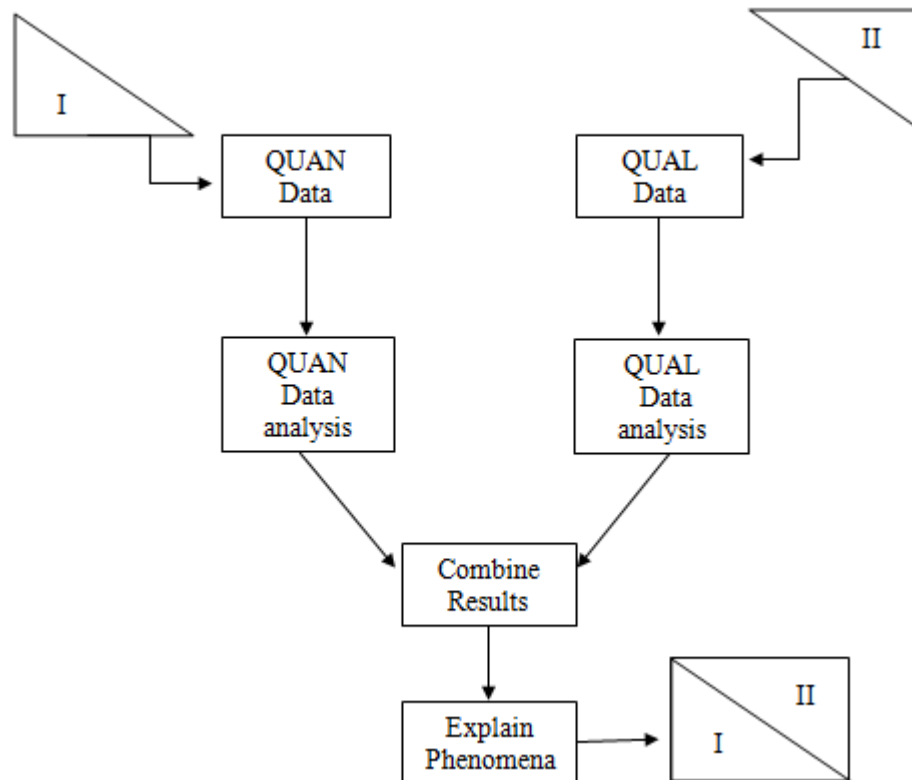 I
II
QUAN
Data
QUAL
Data
QUAN
Data
analysis
QUAL
Data
analysis
Combine
Results
Explain
Phenomena
II
I